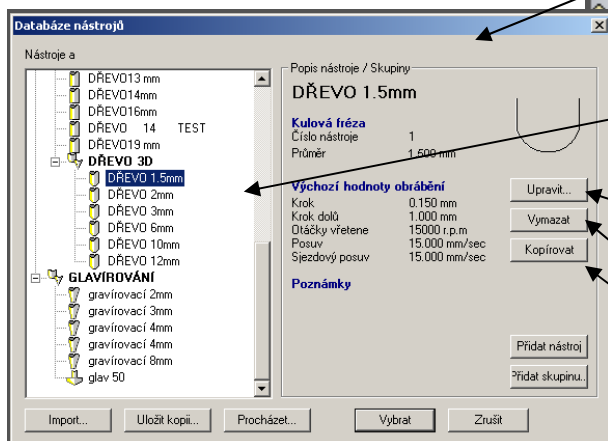 Databáze nástrojů
Nástroje a
DŘEVO13 mm
DŘEVO14mm
DŘEVO16mm
DŘEVO 14 TEST
DŘEVO19 mm
DŘEVO 3D
DŘEVO 1.5mm
DŘEVO 2mm
DŘEVO 3mm
DŘEVO 6mm
DŘEVO 10mm
DŘEVO 12mm
GLAVÍROVÁNÍ
gravírovací 2mm
gravírovací 3mm
gravírovací 4mm
gravírovací 4mm
gravírovací 8mm
glav 50
Popis nástroje / Skupiny
DŘEVO 1.5mm
Kulová fréza
Číslo nástroje 1
Průměr 1.500 mm
Výchozí hodnoty obrábění
Krok 0.150 mm
Krok dolů 1.000 mm
Otáčky vřetene 15000 r.p.m
Posuv 15.000 mm/sec
Sjezdový posuv 15.000 mm/sec
Poznámky
Upravit...
Vymazat
Kopírovat
Přidat nástroj
Přidat skupinu..
Import...
Uložit kopii...
Procházet...
Vybrat
Zrušit